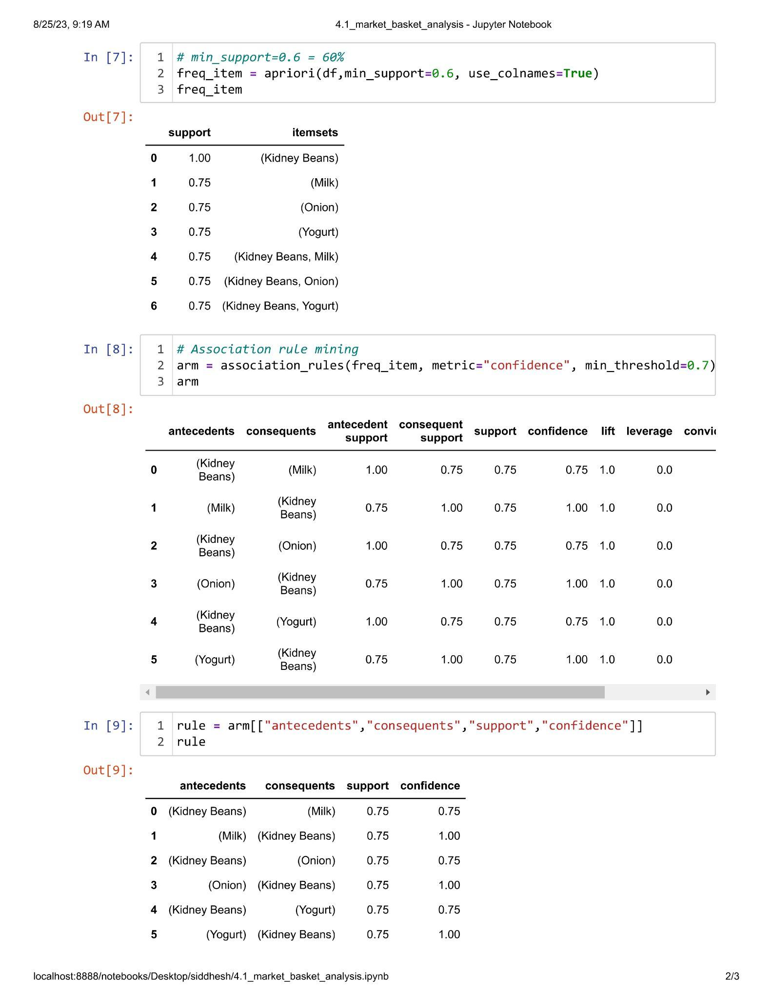 8/25/23, 9:19 AM 4.1_market_basket_analysis - Jupyter Notebook
In [7]: 1 # min_support=0.6 = 60%
2 freq_item = apriori(df,min_support=0.6, use_colnames=True)
3 freq_item
Out[7]:
support itemsets
0 1.00 (Kidney Beans)
1 0.75 (Milk)
2 0.75 (Onion)
3 0.75 (Yogurt)
4 0.75 (Kidney Beans, Milk)
5 0.75 (Kidney Beans, Onion)
6 0.75 (Kidney Beans, Yogurt)
In [8]: 1 # Association rule mining
2 arm = association_rules(freq_item, metric="confidence", min_threshold=0.7)
3 arm
Out[8]:
antecedents consequents antecedent support consequent support support confidence lift leverage convic
0 (Kidney Beans) (Milk) 1.00 0.75 0.75 0.75 1.0 0.0
1 (Milk) (Kidney Beans) 0.75 1.00 0.75 1.00 1.0 0.0
2 (Kidney Beans) (Onion) 1.00 0.75 0.75 0.75 1.0 0.0
3 (Onion) (Kidney Beans) 0.75 1.00 0.75 1.00 1.0 0.0
4 (Kidney Beans) (Yogurt) 1.00 0.75 0.75 0.75 1.0 0.0
5 (Yogurt) (Kidney Beans) 0.75 1.00 0.75 1.00 1.0 0.0
In [9]: 1 rule = arm[["antecedents","consequents","support","confidence"]]
2 rule
Out[9]:
antecedents consequents support confidence
0 (Kidney Beans) (Milk) 0.75 0.75
1 (Milk) (Kidney Beans) 0.75 1.00
2 (Kidney Beans) (Onion) 0.75 0.75
3 (Onion) (Kidney Beans) 0.75 1.00
4 (Kidney Beans) (Yogurt) 0.75 0.75
5 (Yogurt) (Kidney Beans) 0.75 1.00
localhost:8888/notebooks/Desktop/siddhesh/4.1_market_basket_analysis.ipynb 2/3